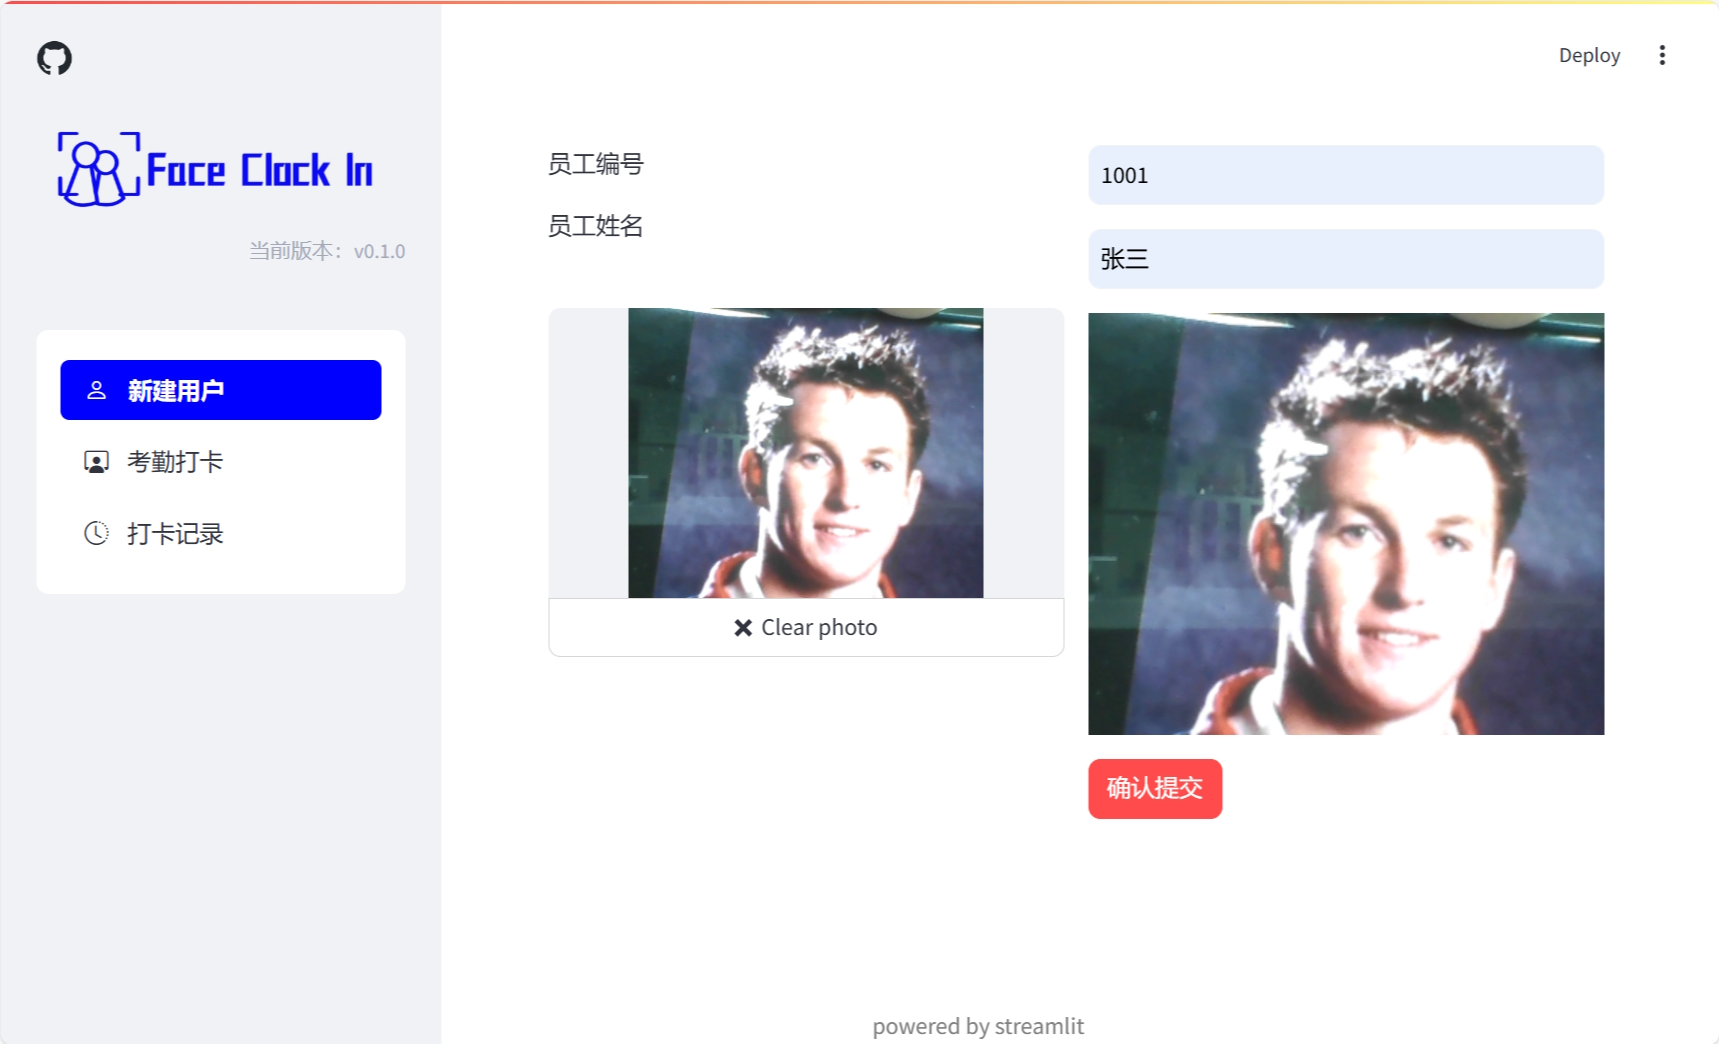 Deploy
Face Clock In
当前版本：v0.1.0
新建用户
考勤打卡
打卡记录
员工编号
1001
员工姓名
张三
Clear photo
确认提交
powered by streamlit